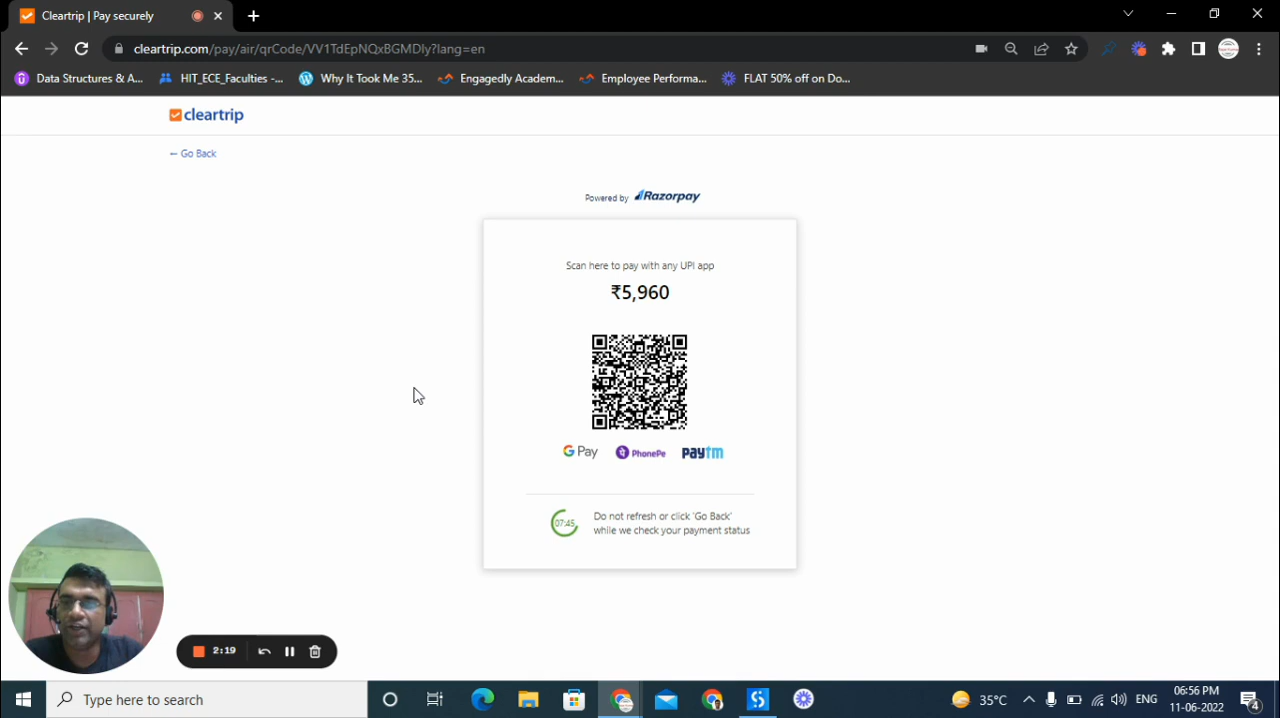 Cleartrip | Pay securely
cleartrip.com/pay/air/qrCode/VV1TdEpNQxBGMDIy?lang=en
Data Structures & A...
HIT_ECE_Faculties -...
Why It Took Me 35...
Engagedly Academ...
Employee Performa...
FLAT 50% off on Do...
cleartrip
← Go Back
Powered by Razorpay
Scan here to pay with any UPI app
₹5,960
G Pay PhonePe paytm
07:45
Do not refresh or click 'Go Back'
while we check your payment status
2:19
Type here to search
35°C
ENG
06:56 PM
11-06-2022
4